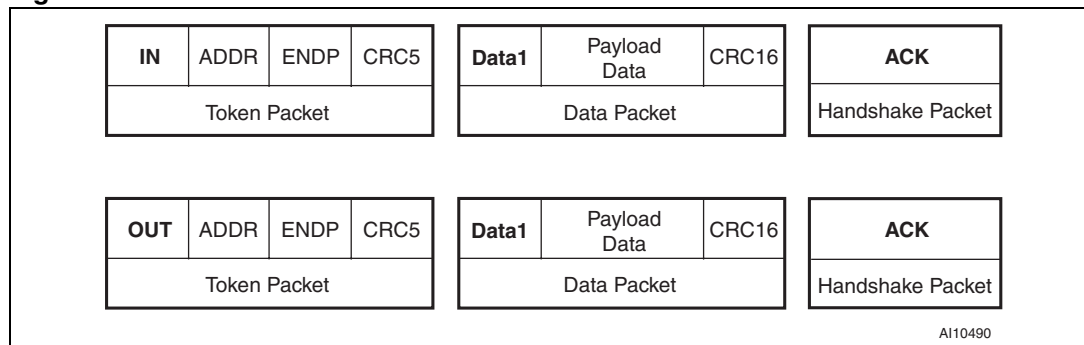 IN ADDR ENDP CRC5 Data1 Payload Data CRC16 ACK
Token Packet Data Packet Handshake Packet
OUT ADDR ENDP CRC5 Data1 Payload Data CRC16 ACK
Token Packet Data Packet Handshake Packet
AI10490